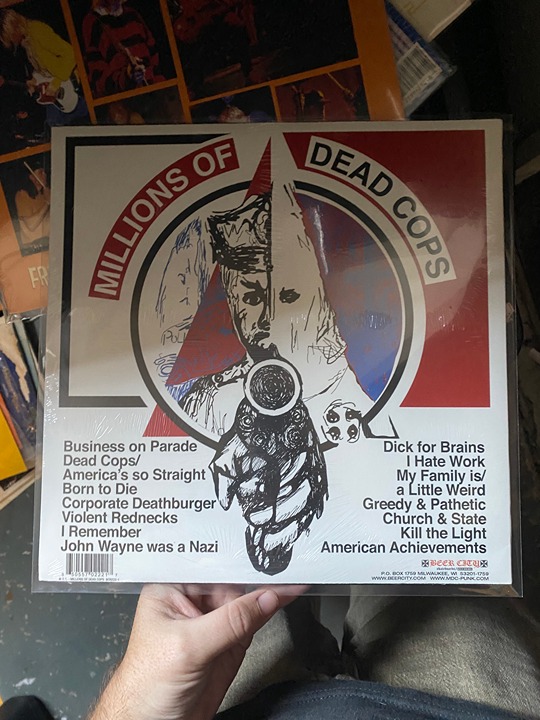 MILLIONS OF
DEAD COPS
Business on Parade
Dead Cops/
America's so Straight
Born to Die
Corporate Deathburger
Violent Rednecks
I Remember
John Wayne was a Nazi
Dick for Brains
I Hate Work
My Family is/
a Little Weird
Greedy & Pathetic
Church & State
Kill the Light
American Achievements
BEER CITY
P.O. BOX 1759 MILWAUKEE, WI 53201-1759
WWW.BEERCITY.COM WWW.MDC-PUNK.COM
FR